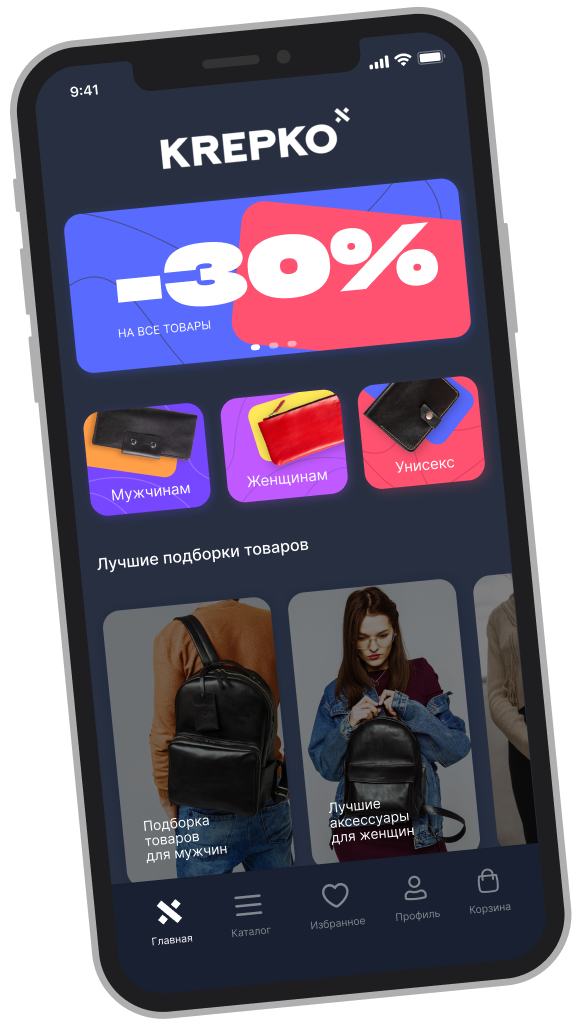 9:41
KREPKO
-30%
НА ВСЕ ТОВАРЫ
Мужчинам
Женщинам
Унисекс
Лучшие подборки товаров
Подборка
товаров
для мужчин
Лучшие
аксессуары
для женщин
Главная
Каталог
Избранное
Профиль
Корзина